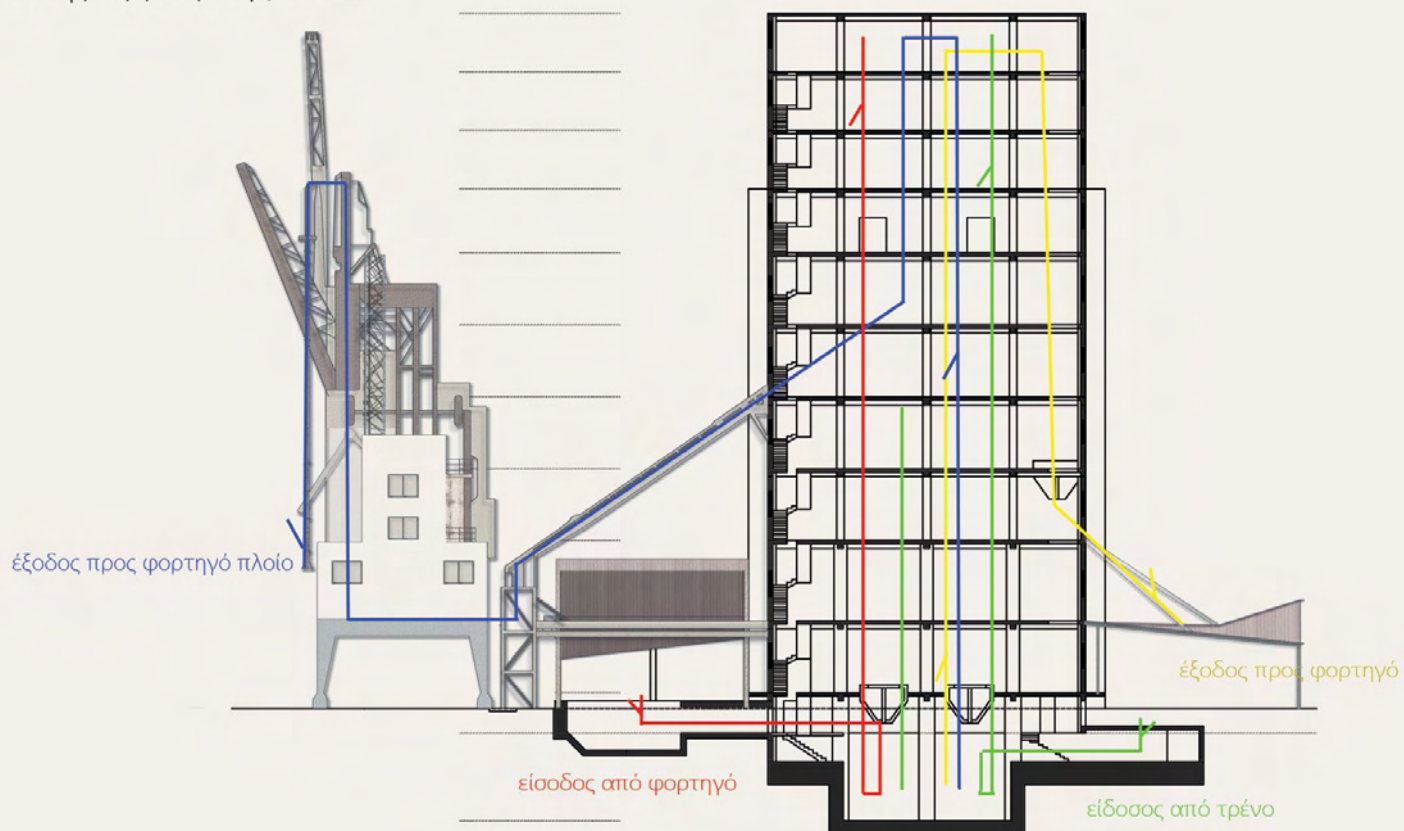 έξοδος προς φορτηγό πλοίο
έξοδος προς φορτηγό
είσοδος από φορτηγό
είδοσος από τρένο